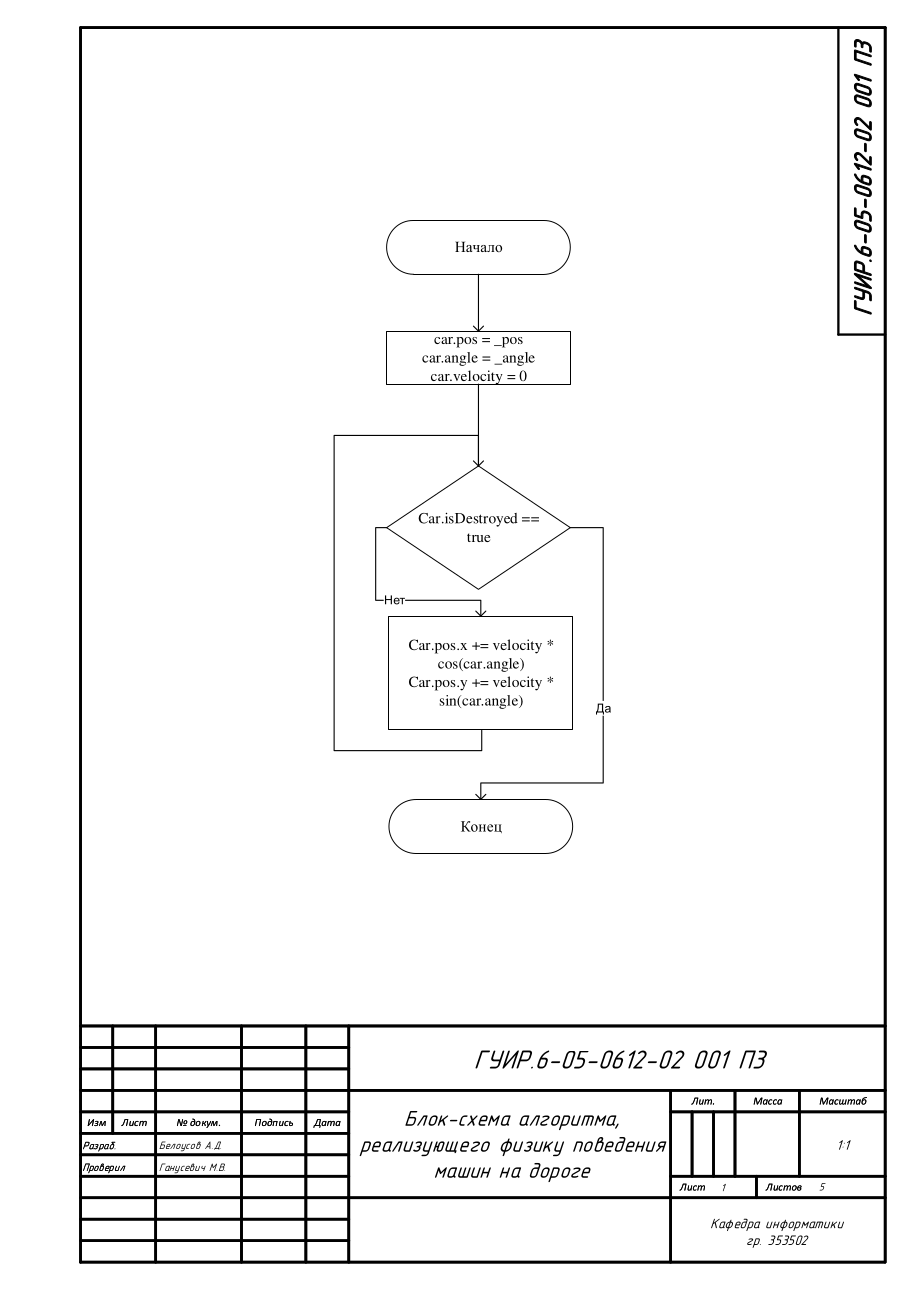 ГУИР.6-05-0612-02 001 ПЗ
Начало
car.pos = _pos
car.angle = _angle
car.velocity = 0
Car.isDestroyed ==
true
Нет
Car.pos.x += velocity *
cos(car.angle)
Car.pos.y += velocity *
sin(car.angle)
Да
Конец
ГУИР.6-05-0612-02 001 ПЗ
Изм Лист № докум. Подпись Дата
Разраб. Белоусов А.Д.
Проверил Ганусевич М.В.
Блок-схема алгоритма,
реализующего физику поведения
машин на дороге
Лит. Масса Масштаб
1:1
Лист 1 Листов 5
Кафедра информатики
гр. 353502